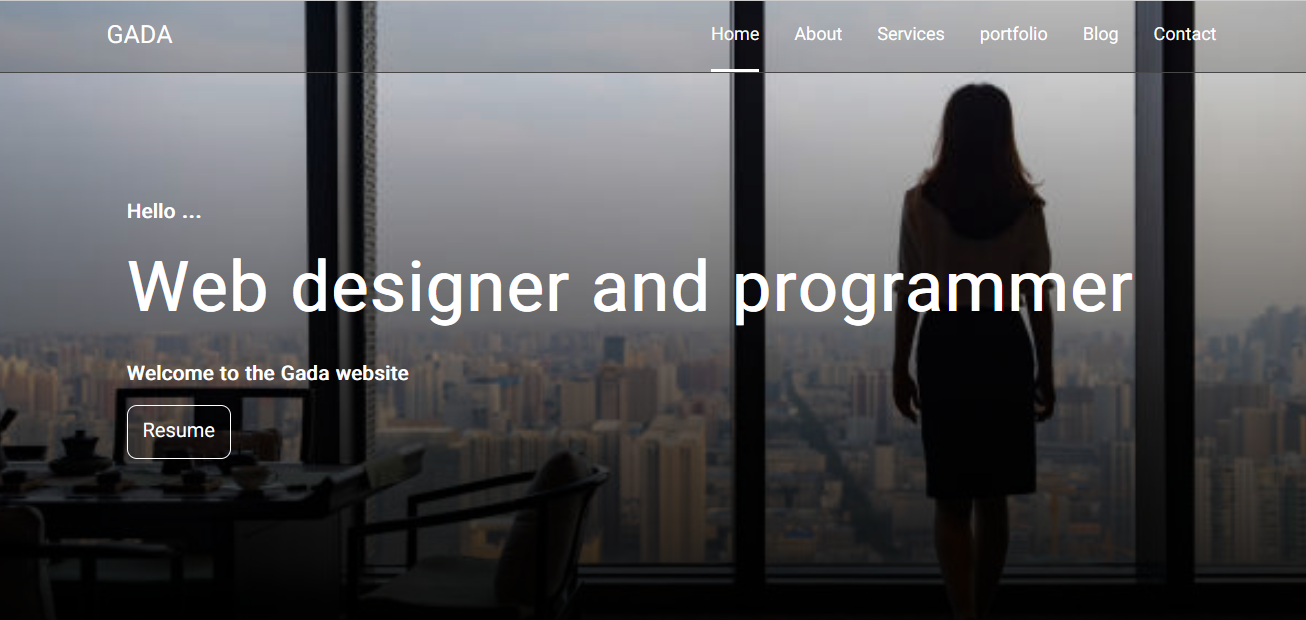 GADA
Home About Services portfolio Blog Contact
Hello ...
Web designer and programmer
Welcome to the Gada website
Resume